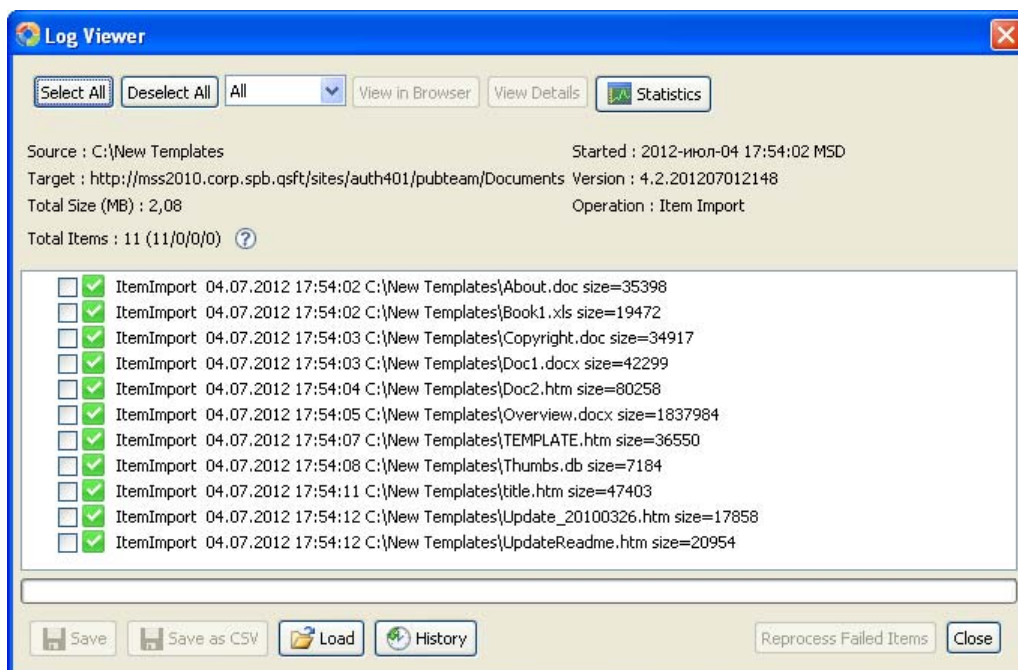 Log Viewer
Select All Deselect All All View in Browser View Details Statistics
Source : C:\New Templates Started : 2012-июл-04 17:54:02 MSD
Target : http://mss2010.corp.spb.qsft/sites/auth401/pubteam/Documents Version : 4.2.201207012148
Total Size (MB) : 2,08 Operation : Item Import
Total Items : 11 (11/0/0/0) ?
ItemImport 04.07.2012 17:54:02 C:\New Templates\About.doc size=35398
ItemImport 04.07.2012 17:54:02 C:\New Templates\Book1.xls size=19472
ItemImport 04.07.2012 17:54:03 C:\New Templates\Copyright.doc size=34917
ItemImport 04.07.2012 17:54:03 C:\New Templates\Doc1.docx size=42299
ItemImport 04.07.2012 17:54:04 C:\New Templates\Doc2.htm size=80258
ItemImport 04.07.2012 17:54:05 C:\New Templates\Overview.docx size=1837984
ItemImport 04.07.2012 17:54:07 C:\New Templates\TEMPLATE.htm size=36550
ItemImport 04.07.2012 17:54:08 C:\New Templates\Thumbs.db size=7184
ItemImport 04.07.2012 17:54:11 C:\New Templates\title.htm size=47403
ItemImport 04.07.2012 17:54:12 C:\New Templates\Update_20100326.htm size=17858
ItemImport 04.07.2012 17:54:12 C:\New Templates\UpdateReadme.htm size=20954
Save Save as CSV Load History Reprocess Failed Items Close